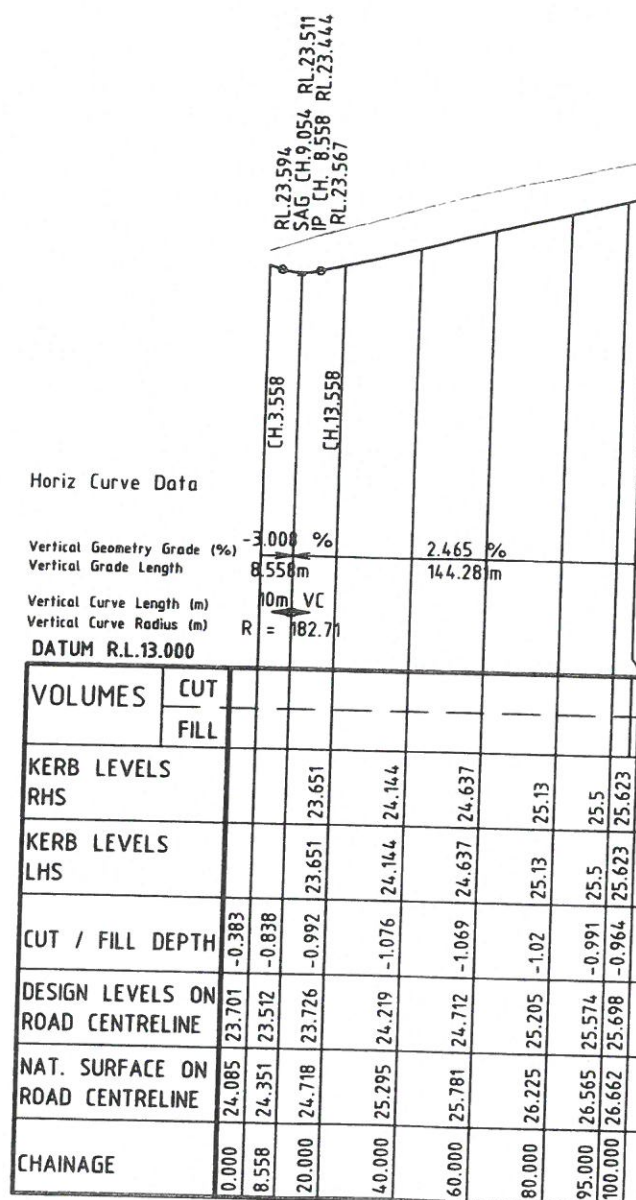 RL.23.594
SAG CH.9.054 RL.23.511
IP CH. 8.558 RL.23.444
RL.23.567
CH.3.558
CH.13.558
Horiz Curve Data
Vertical Geometry Grade (%) -3.008 % 2.465 %
Vertical Grade Length 8.558m 144.281m
Vertical Curve Length (m) 10m VC
Vertical Curve Radius (m) R = 182.71
DATUM R.L.13.000
VOLUMES CUT
FILL
KERB LEVELS RHS 23.651 24.144 24.637 25.13 25.5 25.623
KERB LEVELS LHS 23.651 24.144 24.637 25.13 25.5 25.623
CUT / FILL DEPTH -0.383 -0.838 -0.992 -1.076 -1.069 -1.02 -0.991 -0.964
DESIGN LEVELS ON ROAD CENTRELINE 23.701 23.512 23.726 24.219 24.712 25.205 25.574 25.698
NAT. SURFACE ON ROAD CENTRELINE 24.085 24.351 24.718 25.295 25.781 26.225 26.565 26.662
CHAINAGE 0.000 8.558 20.000 40.000 60.000 80.000 95.000 100.000